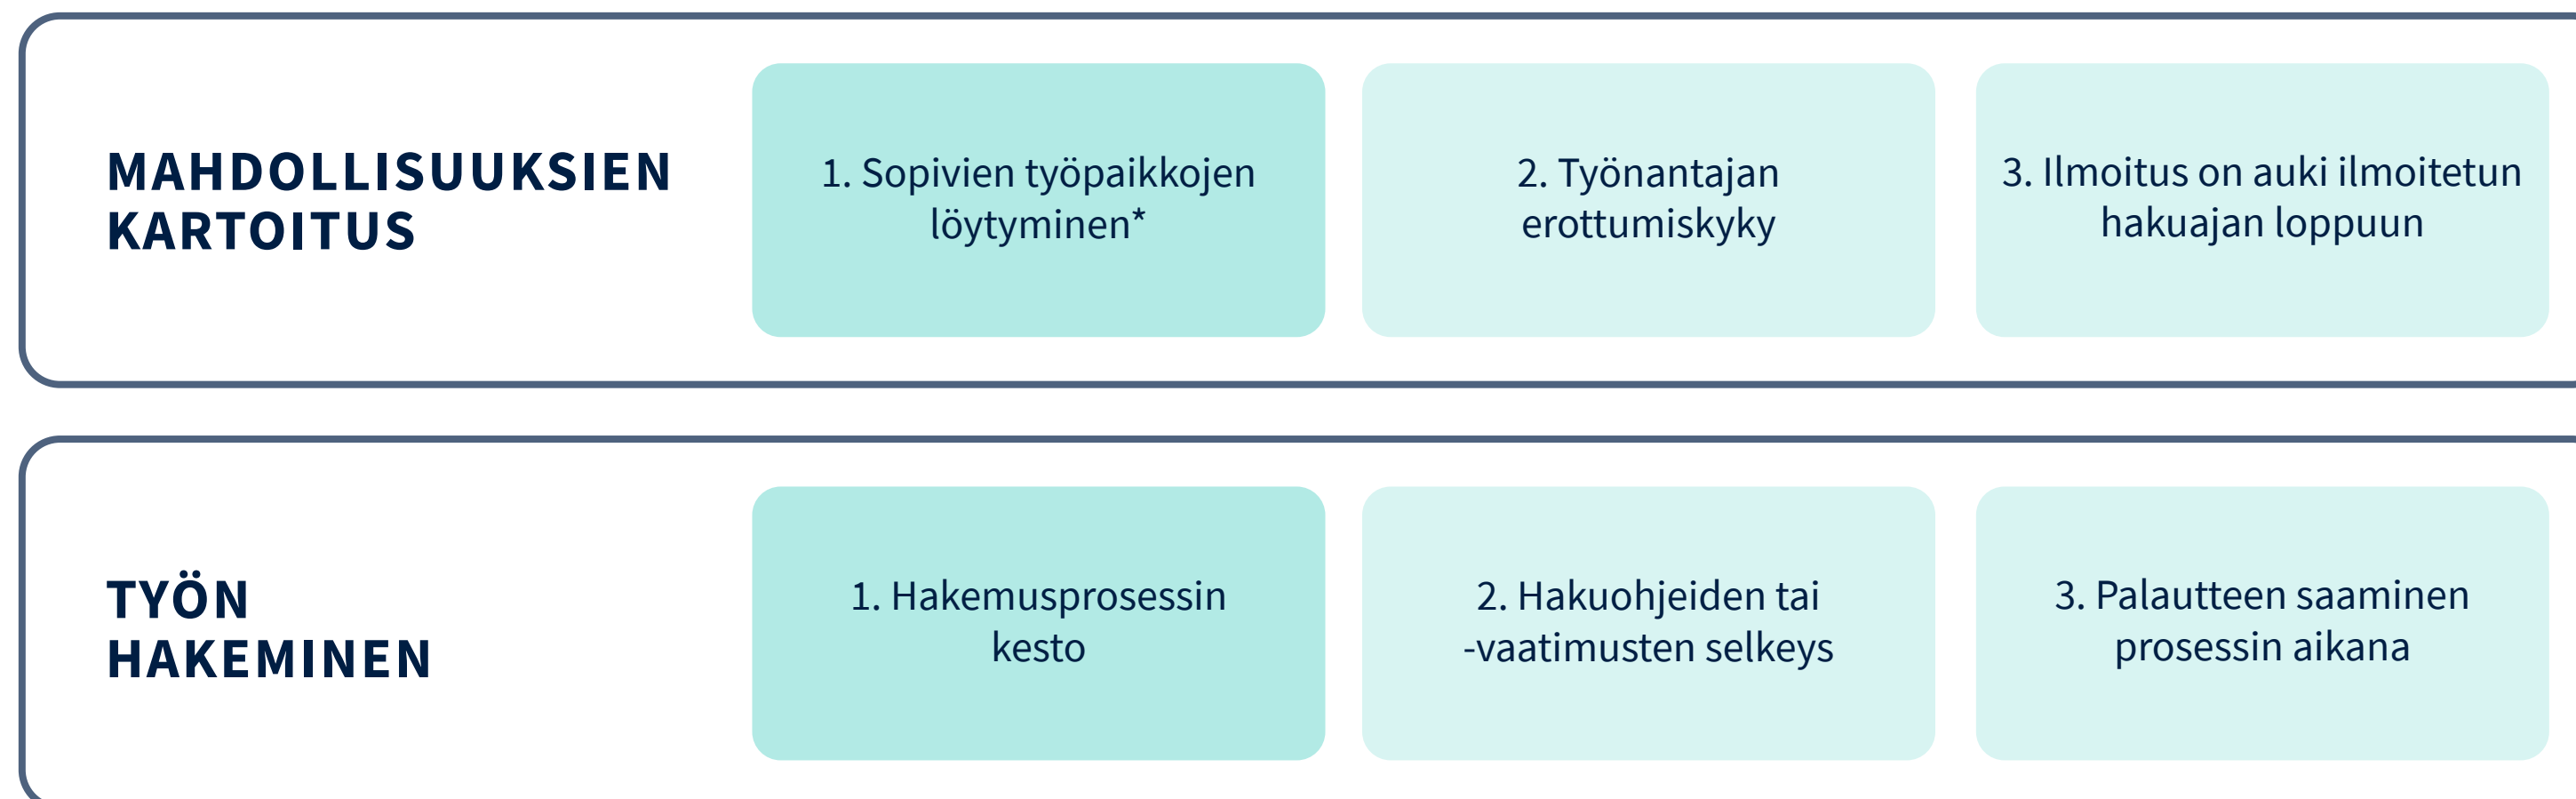 MAHDOLLISUUKSIEN
KARTOITUS
1. Sopivien työpaikkojen
löytyminen*
2. Työnantajan
erottumiskyky
3. Ilmoitus on auki ilmoitetun
hakuajan loppuun
TYÖN
HAKEMINEN
1. Hakemusprosessin
kesto
2. Hakuohjeiden tai
-vaatimusten selkeys
3. Palautteen saaminen
prosessin aikana